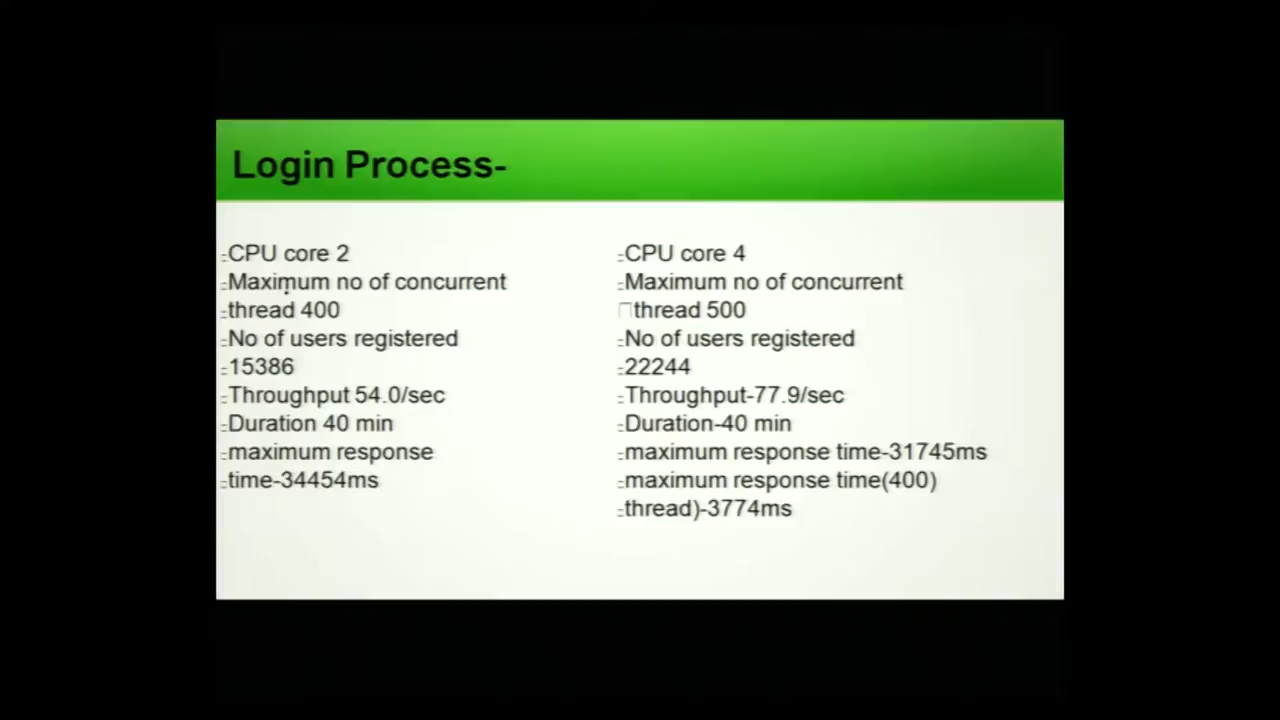 Login Process-
CPU core 2
Maximum no of concurrent
thread 400
No of users registered
15386
Throughput 54.0/sec
Duration 40 min
maximum response
time-34454ms
CPU core 4
Maximum no of concurrent
thread 500
No of users registered
22244
Throughput-77.9/sec
Duration-40 min
maximum response time-31745ms
maximum response time(400)
thread)-3774ms